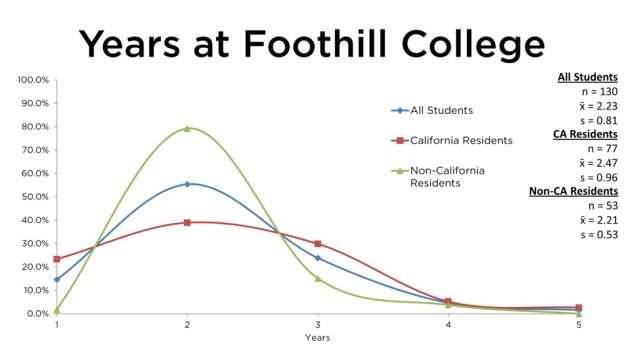 Years at Foothill College
100.0%
90.0%
80.0%
70.0%
60.0%
50.0%
40.0%
30.0%
20.0%
10.0%
0.0%
1
2
3
4
5
Years
All Students
California Residents
Non-California
Residents
All Students
n = 130
x̄ = 2.23
s = 0.81
CA Residents
n = 77
x̄ = 2.47
s = 0.96
Non-CA Residents
n = 53
x̄ = 2.21
s = 0.53